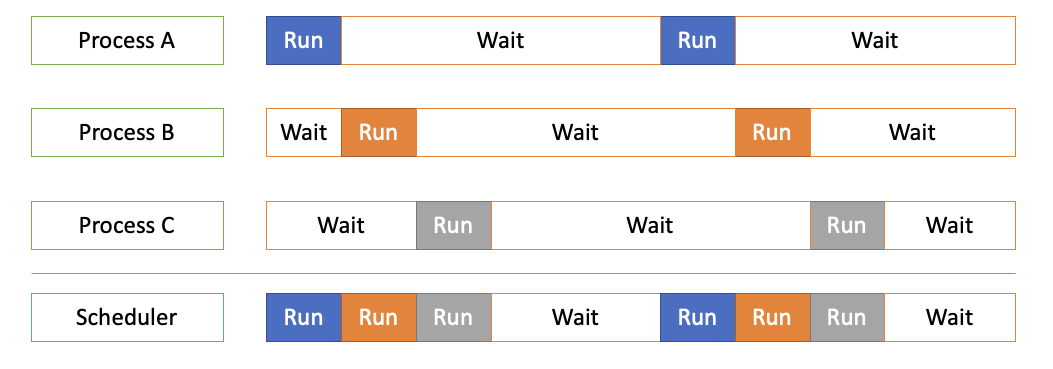 Process A Run Wait Run Wait
Process B Wait Run Wait Run Wait
Process C Wait Run Wait Run Wait
Scheduler Run Run Run Wait Run Run Run Wait